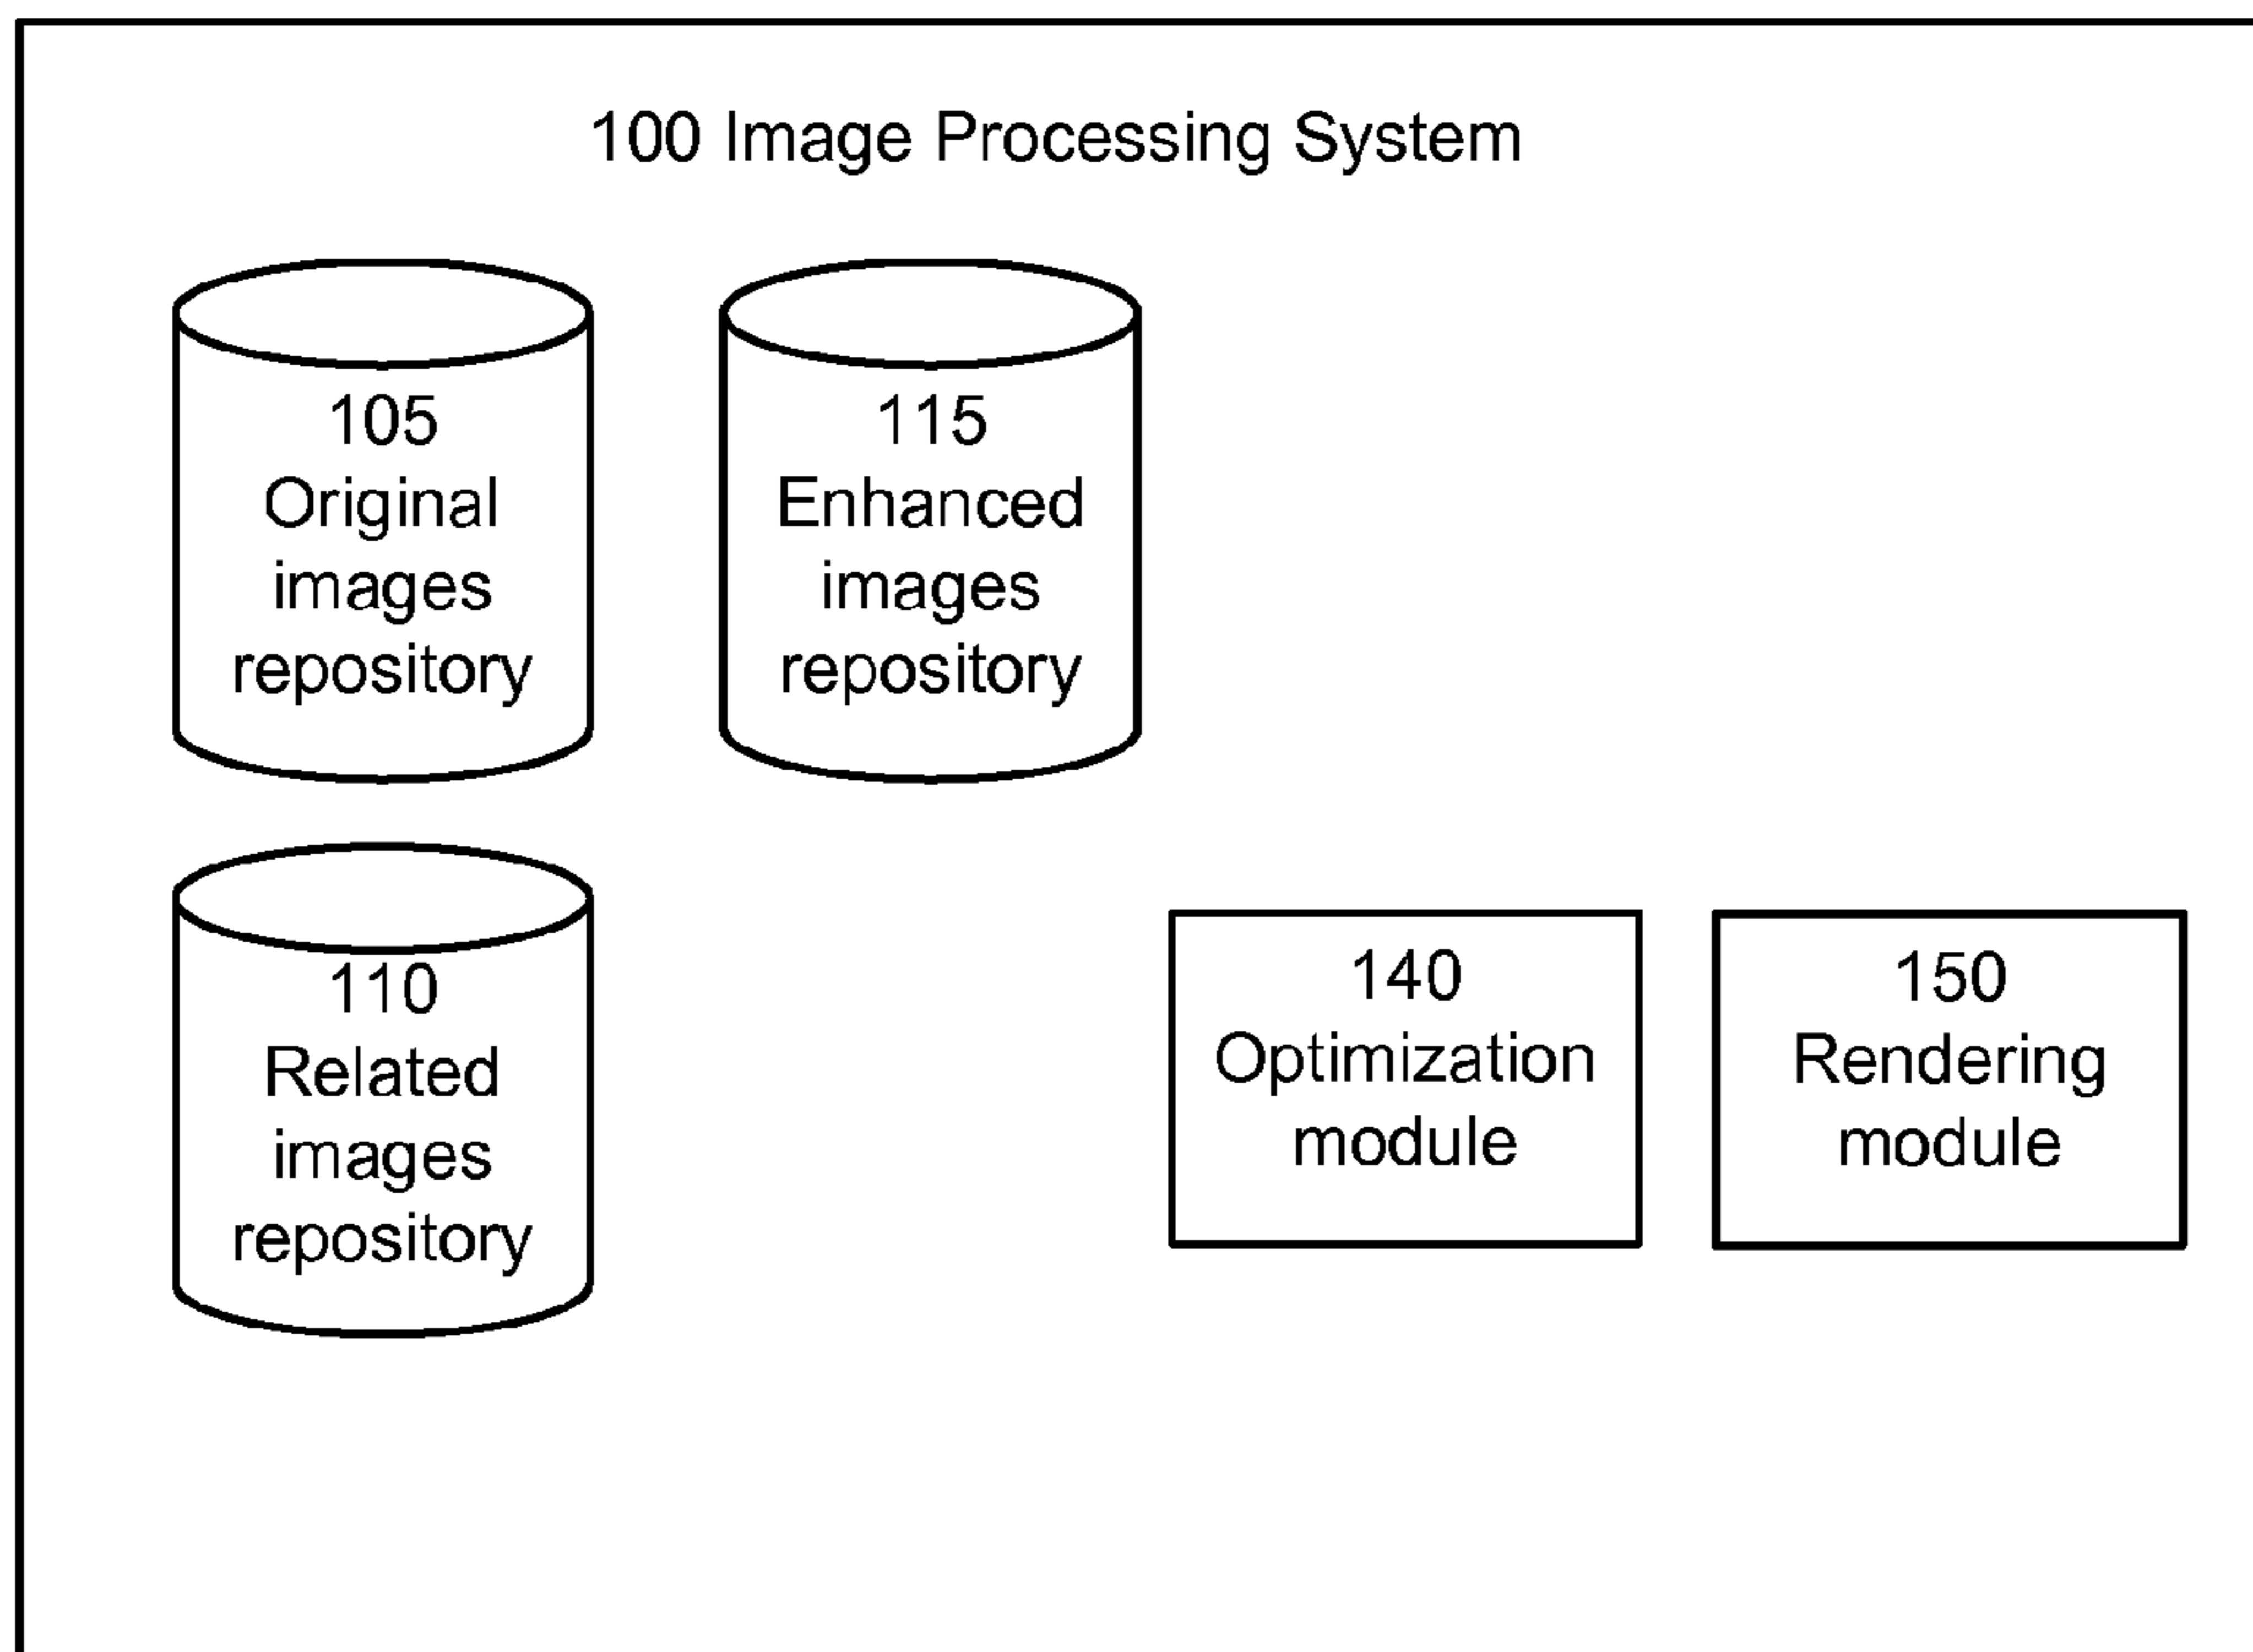 100 Image Processing System
105
Original
images
repository
115
Enhanced
images
repository
110
Related
images
repository
140
Optimization
module
150
Rendering
module